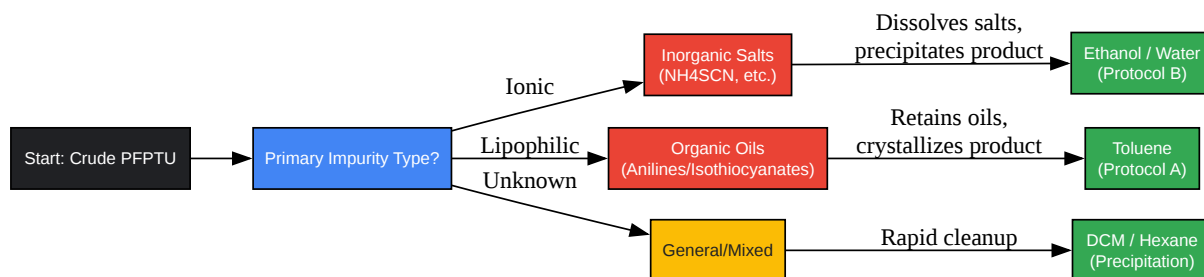 Start: Crude PFPTU
Primary Impurity Type?
Ionic
Inorganic Salts
(NH4SCN, etc.)
Dissolves salts,
precipitates product
Ethanol / Water
(Protocol B)
Lipophilic
Organic Oils
(Anilines/Isothiocyanates)
Retains oils,
crystallizes product
Toluene
(Protocol A)
Unknown
General/Mixed
Rapid cleanup
DCM / Hexane
(Precipitation)